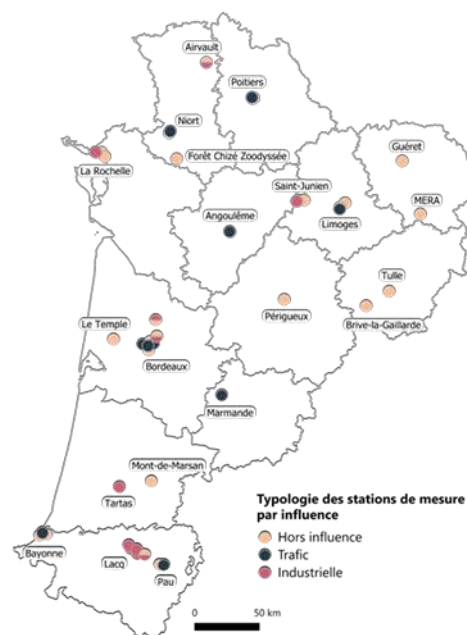 Airvault
Poitiers
Niort
Guéret
Forêt Chizé Zoodyssée
La Rochelle
Saint-Junien
MERA
Angoulême
Limoges
Tulle
Périgueux
Le Temple
Brive-la-Gaillarde
Bordeaux
Marmande
Mont-de-Marsan
Tartas
Typologie des stations de mesure
par influence
Hors influence
Trafic
Industrielle
Bayonne
Lacq
Pau
0 50 km